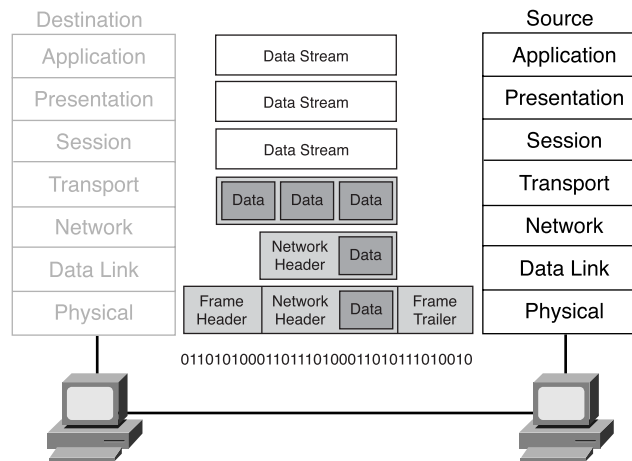 Destination
Application
Presentation
Session
Transport
Network
Data Link
Physical
Data Stream
Data Stream
Data Stream
Data Data Data
Network
Header
Data
Frame
Header
Network
Header
Data
Frame
Trailer
01101010001101110100011010111010010
Source
Application
Presentation
Session
Transport
Network
Data Link
Physical